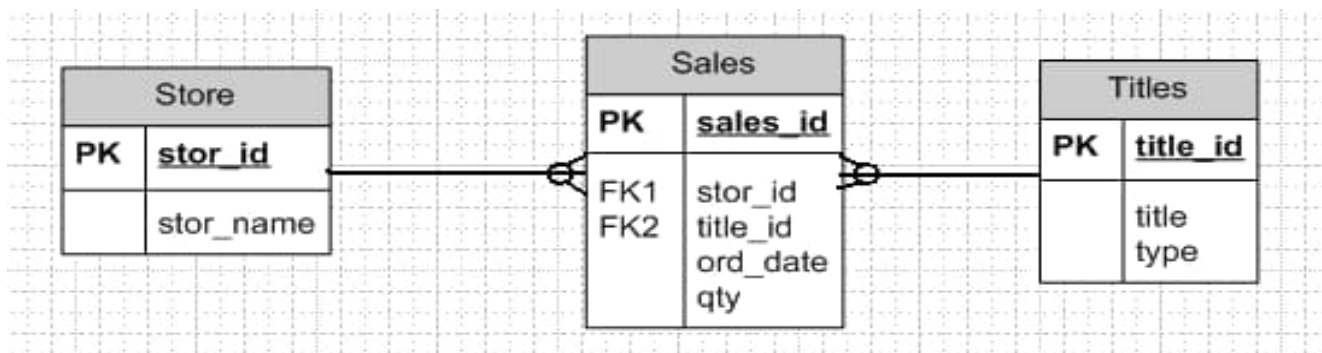 Store
PK stor_id
stor_name
Sales
PK sales_id
FK1 stor_id
FK2 title_id
ord_date
qty
Titles
PK title_id
title
type